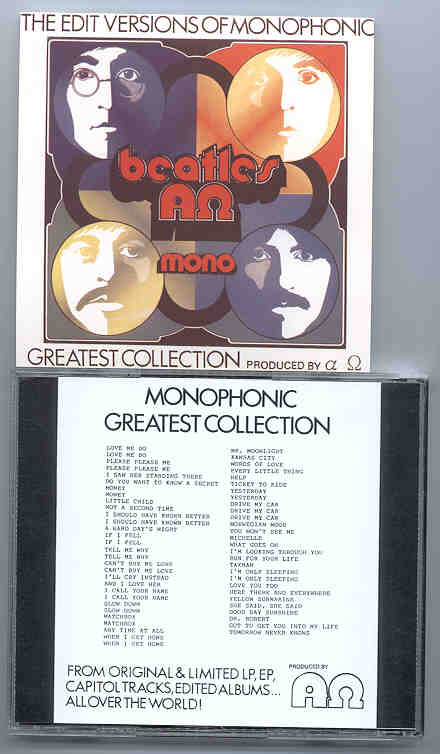 THE EDIT VERSIONS OF MONOPHONIC
beatles
AΩ
mono
GREATEST COLLECTION PRODUCED BY α Ω
MONOPHONIC
GREATEST COLLECTION
LOVE ME DO
LOVE ME DO
PLEASE PLEASE ME
PLEASE PLEASE ME
I SAW HER STANDING THERE
DO YOU WANT TO KNOW A SECRET
MONEY
MONEY
LITTLE CHILD
NOT A SECOND TIME
I SHOULD HAVE KNOWN BETTER
I SHOULD HAVE KNOWN BETTER
A HARD DAY'S NIGHT
IF I FELL
IF I FELL
TELL ME WHY
TELL ME WHY
CAN'T BUY ME LOVE
CAN'T BUY ME LOVE
I'LL CRY INSTEAD
AND I LOVE HER
I CALL YOUR NAME
I CALL YOUR NAME
SLOW DOWN
SLOW DOWN
MATCHBOX
MATCHBOX
ANY TIME AT ALL
WHEN I GET HOME
WHEN I GET HOME
MR. MOONLIGHT
KANSAS CITY
WORDS OF LOVE
EVERY LITTLE THING
HELP
TICKET TO RIDE
YESTERDAY
YESTERDAY
DRIVE MY CAR
DRIVE MY CAR
DRIVE MY CAR
NORWEGIAN WOOD
YOU WON'T SEE ME
MICHELLE
WHAT GOES ON
I'M LOOKING THROUGH YOU
RUN FOR YOUR LIFE
TAXMAN
I'M ONLY SLEEPING
I'M ONLY SLEEPING
LOVE YOU TOO
HERE THERE AND EVERYWHERE
YELLOW SUBMARINE
SHE SAID, SHE SAID
GOOD DAY SUNSHINE
DR. ROBERT
GOT TO GET YOU INTO MY LIFE
TOMORROW NEVER KNOWS
FROM ORIGINAL & LIMITED LP, EP,
CAPITOL TRACKS, EDITED ALBUMS...
ALL OVER THE WORLD!
PRODUCED BY
AΩ